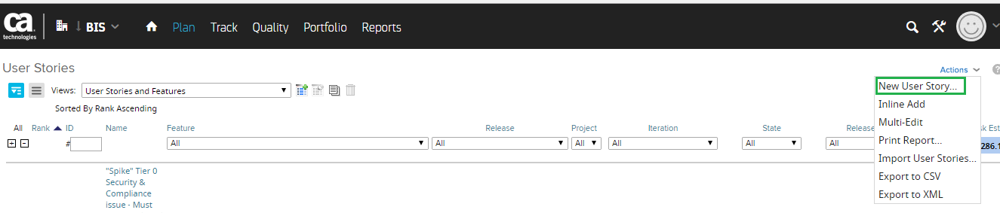 ca
technologies
BIS
Plan Track Quality Portfolio Reports
User Stories
Actions
Views: User Stories and Features
Sorted By Rank Ascending
All Rank ID Name Feature Release Project Iteration State Release
# All All All All All All
"Spike" Tier 0
Security &
Compliance
issue - Must
New User Story...
Inline Add
Multi-Edit
Print Report...
Import User Stories...
Export to CSV
Export to XML
sk Est
286.1